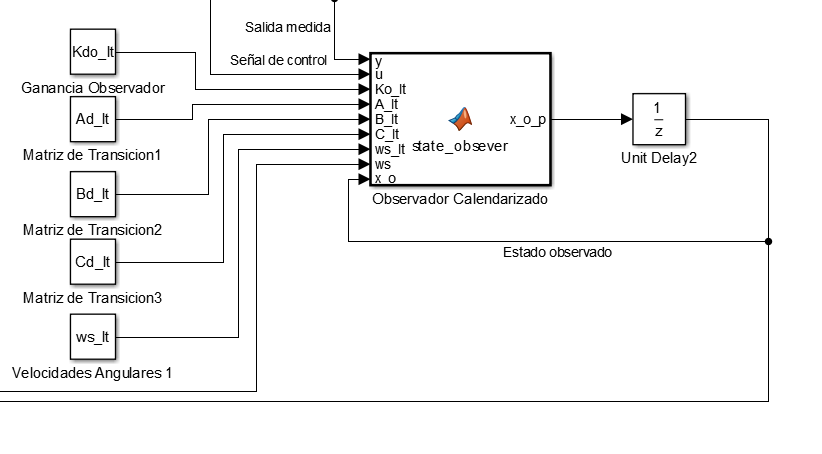 Salida medida
Señal de control
Kdo_lt
Ganancia Observador
Ad_lt
Matriz de Transicion1
Bd_lt
Matriz de Transicion2
Cd_lt
Matriz de Transicion3
ws_lt
Velocidades Angulares 1
y
u
Ko_lt
A_lt
B_lt
C_lt
ws_lt
ws
x_o
state_obsever
x_o_p
Observador Calendarizado
1
z
Unit Delay2
Estado observado